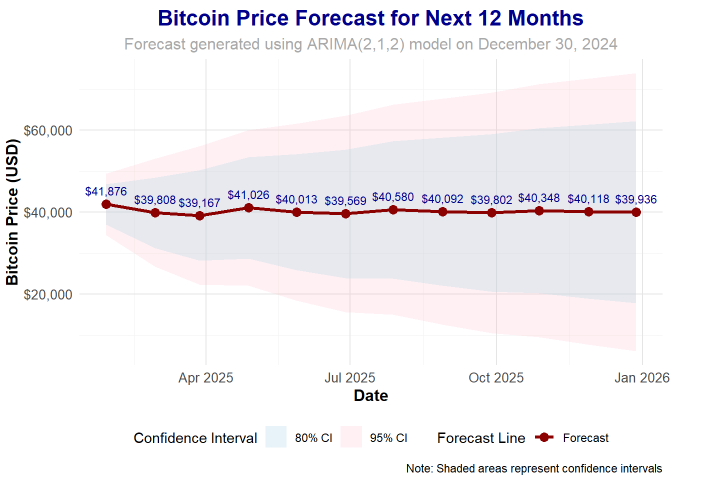 Bitcoin Price Forecast for Next 12 Months
Forecast generated using ARIMA(2,1,2) model on December 30, 2024
Bitcoin Price (USD)
$60,000
$40,000
$20,000
$41,876
$39,808
$39,167
$41,026
$40,013
$39,569
$40,580
$40,092
$39,802
$40,348
$40,118
$39,936
Apr 2025
Jul 2025
Oct 2025
Jan 2026
Date
Confidence Interval 80% CI 95% CI Forecast Line Forecast
Note: Shaded areas represent confidence intervals